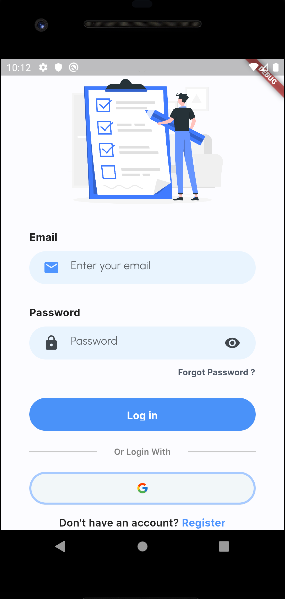 10:12
DEBUG
Email
Enter your email
Password
Password
Forgot Password ?
Log in
Or Login With
Don't have an account? Register